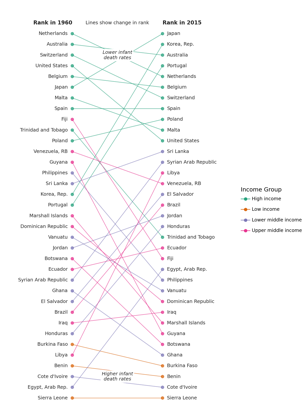 Rank in 1960
Lines show change in rank
Rank in 2015
Netherlands
Japan
Australia
Korea, Rep.
Lower infant
death rates
Switzerland
Australia
United States
Portugal
Belgium
Netherlands
Japan
Belgium
Malta
Switzerland
Spain
Spain
Fiji
Poland
Trinidad and Tobago
Malta
Poland
United States
Venezuela, RB
Sri Lanka
Guyana
Syrian Arab Republic
Philippines
Libya
Sri Lanka
Venezuela, RB
Korea, Rep.
El Salvador
Portugal
Brazil
Marshall Islands
Jordan
Dominican Republic
Honduras
Vanuatu
Trinidad and Tobago
Jordan
Ecuador
Botswana
Fiji
Ecuador
Egypt, Arab Rep.
Syrian Arab Republic
Philippines
Ghana
Vanuatu
El Salvador
Dominican Republic
Brazil
Iraq
Iraq
Marshall Islands
Honduras
Guyana
Burkina Faso
Botswana
Libya
Ghana
Benin
Burkina Faso
Higher infant
death rates
Cote d'Ivoire
Benin
Egypt, Arab Rep.
Cote d'Ivoire
Sierra Leone
Sierra Leone
Income Group
High income
Low income
Lower middle income
Upper middle income